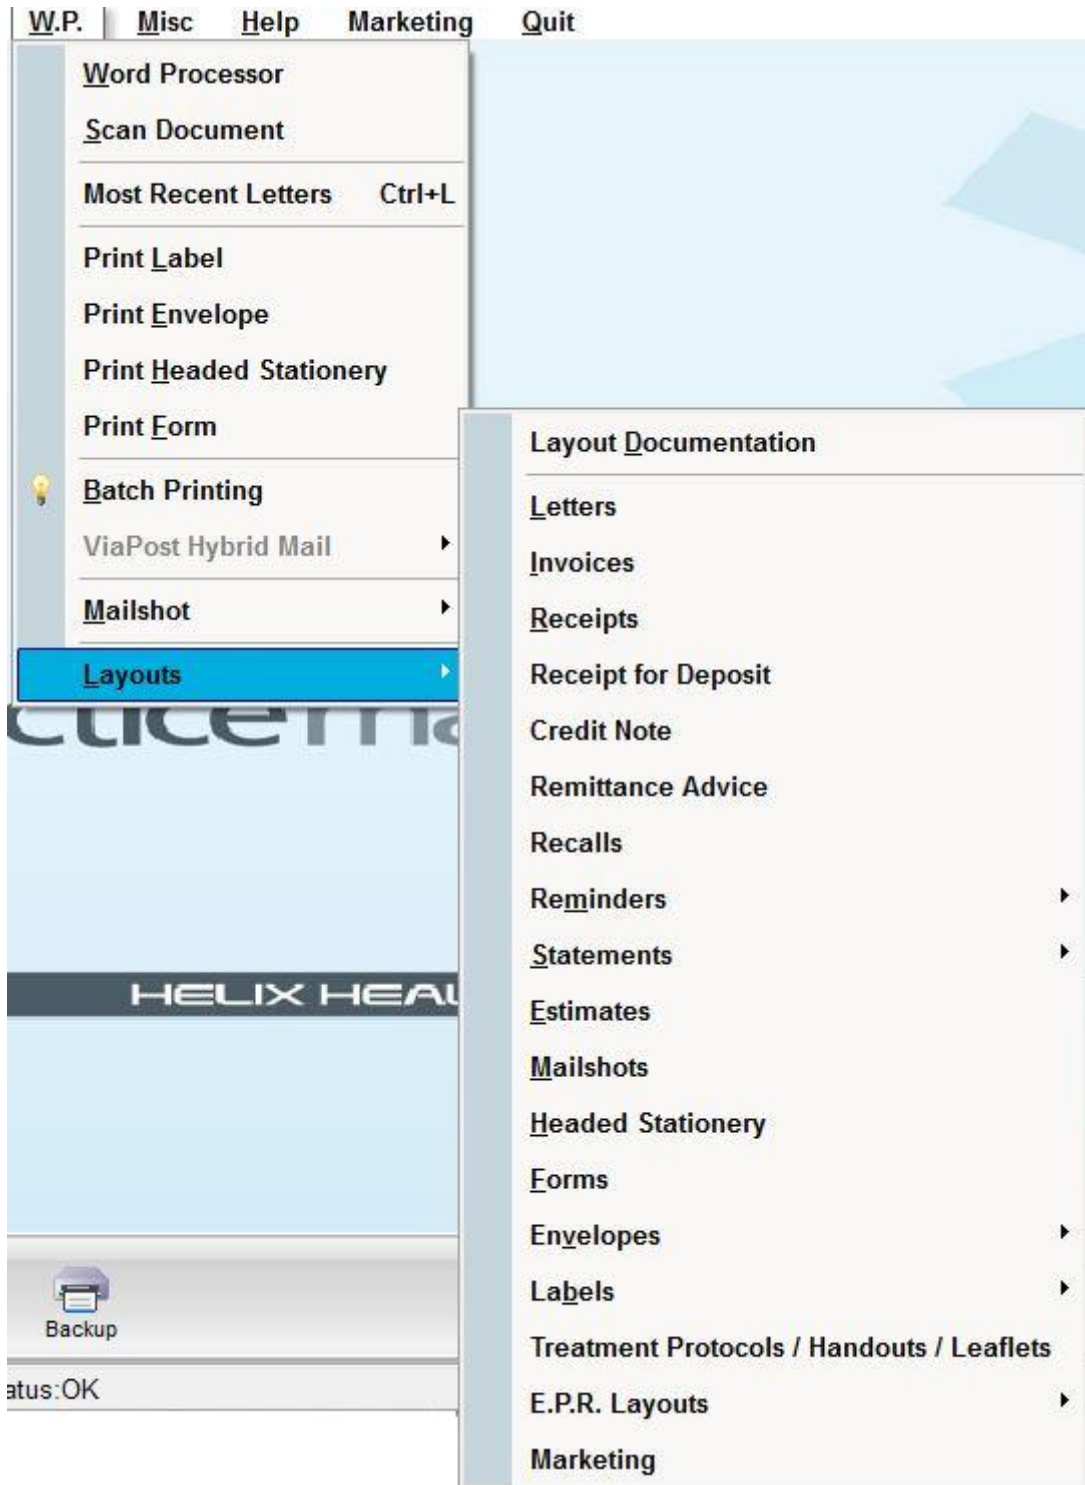 W.P. Misc Help Marketing Quit
Word Processor
Scan Document
Most Recent Letters Ctrl+L
Print Label
Print Envelope
Print Headed Stationery
Print Form
Batch Printing
ViaPost Hybrid Mail
Mailshot
Layouts
Layout Documentation
Letters
Invoices
Receipts
Receipt for Deposit
Credit Note
Remittance Advice
Recalls
Reminders
Statements
Estimates
Mailshots
Headed Stationery
Forms
Envelopes
Labels
Treatment Protocols / Handouts / Leaflets
E.P.R. Layouts
Marketing
HELIX
Backup
atus:OK